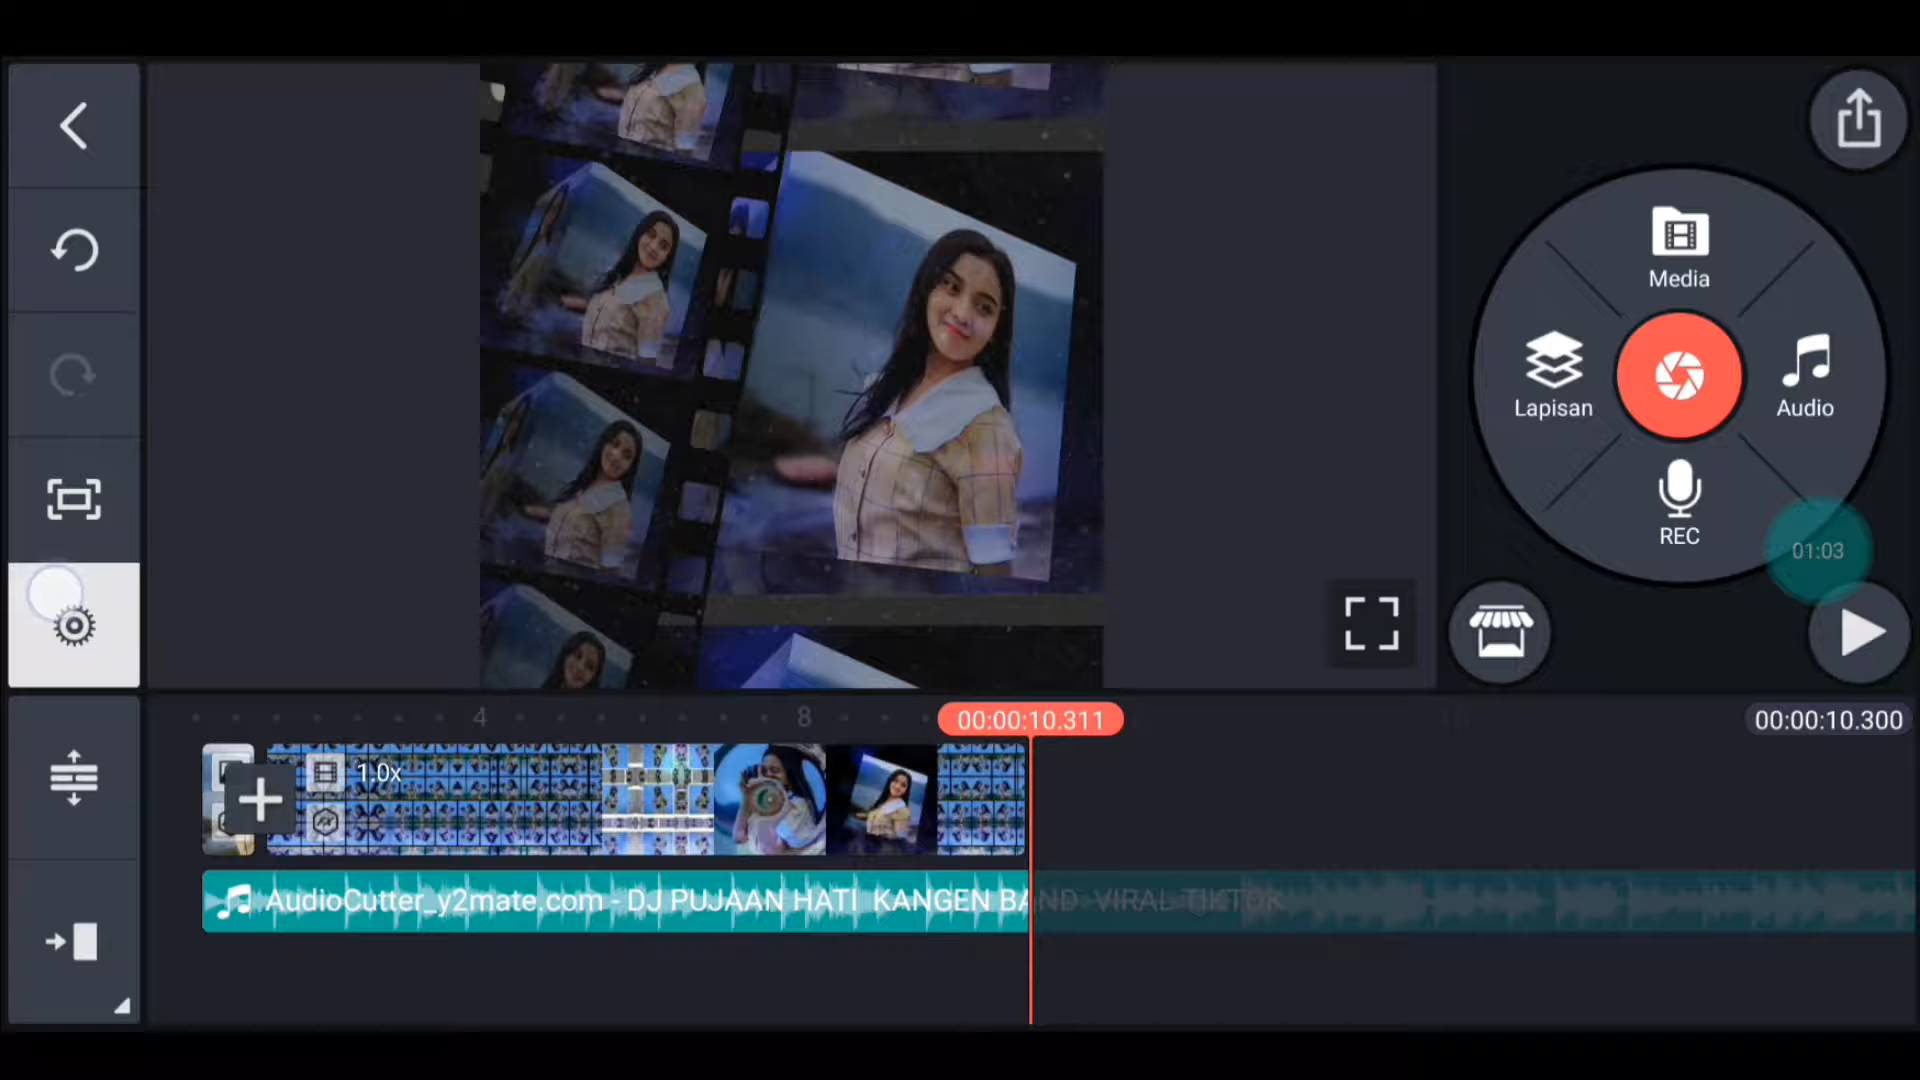 Media
Lapisan
Audio
REC
01:03
4
8
00:00:10.311
00:00:10.300
1.0x
AudioCutter_y2mate.com - DJ PUJAAN HATI KANGEN BAND VIRAL TIKTOK